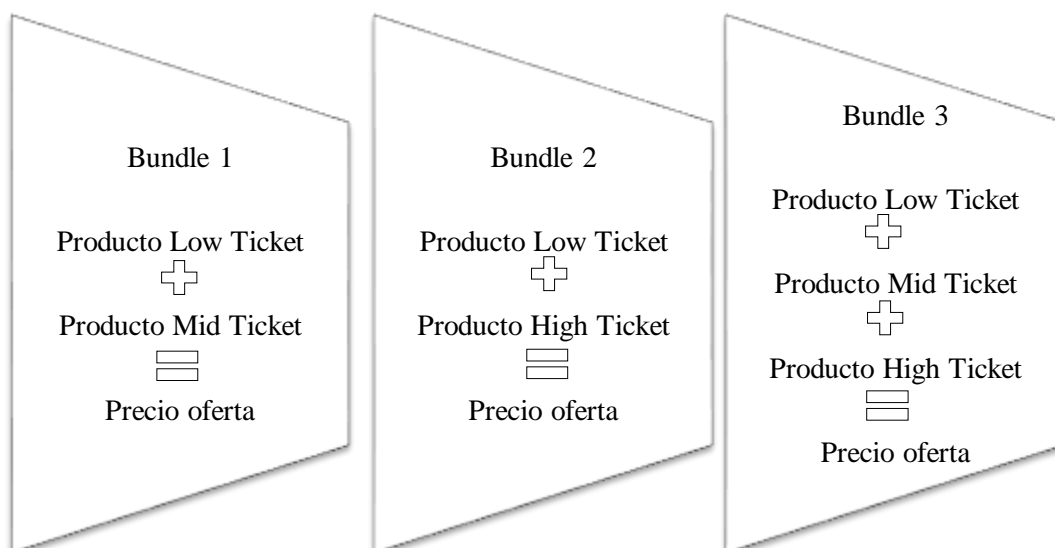 Bundle 1
Producto Low Ticket
Producto Mid Ticket
Precio oferta
Bundle 2
Producto Low Ticket
Producto High Ticket
Precio oferta
Bundle 3
Producto Low Ticket
Producto Mid Ticket
Producto High Ticket
Precio oferta